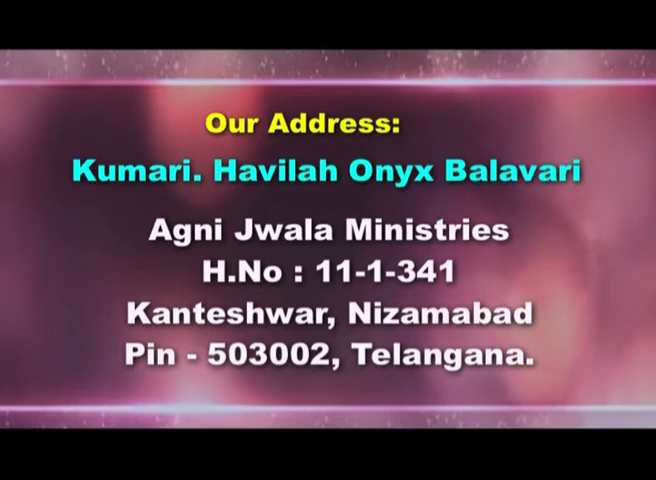 Our Address:
Kumari. Havilah Onyx Balavari
Agni Jwala Ministries
H.No : 11-1-341
Kanteshwar, Nizamabad
Pin - 503002, Telangana.